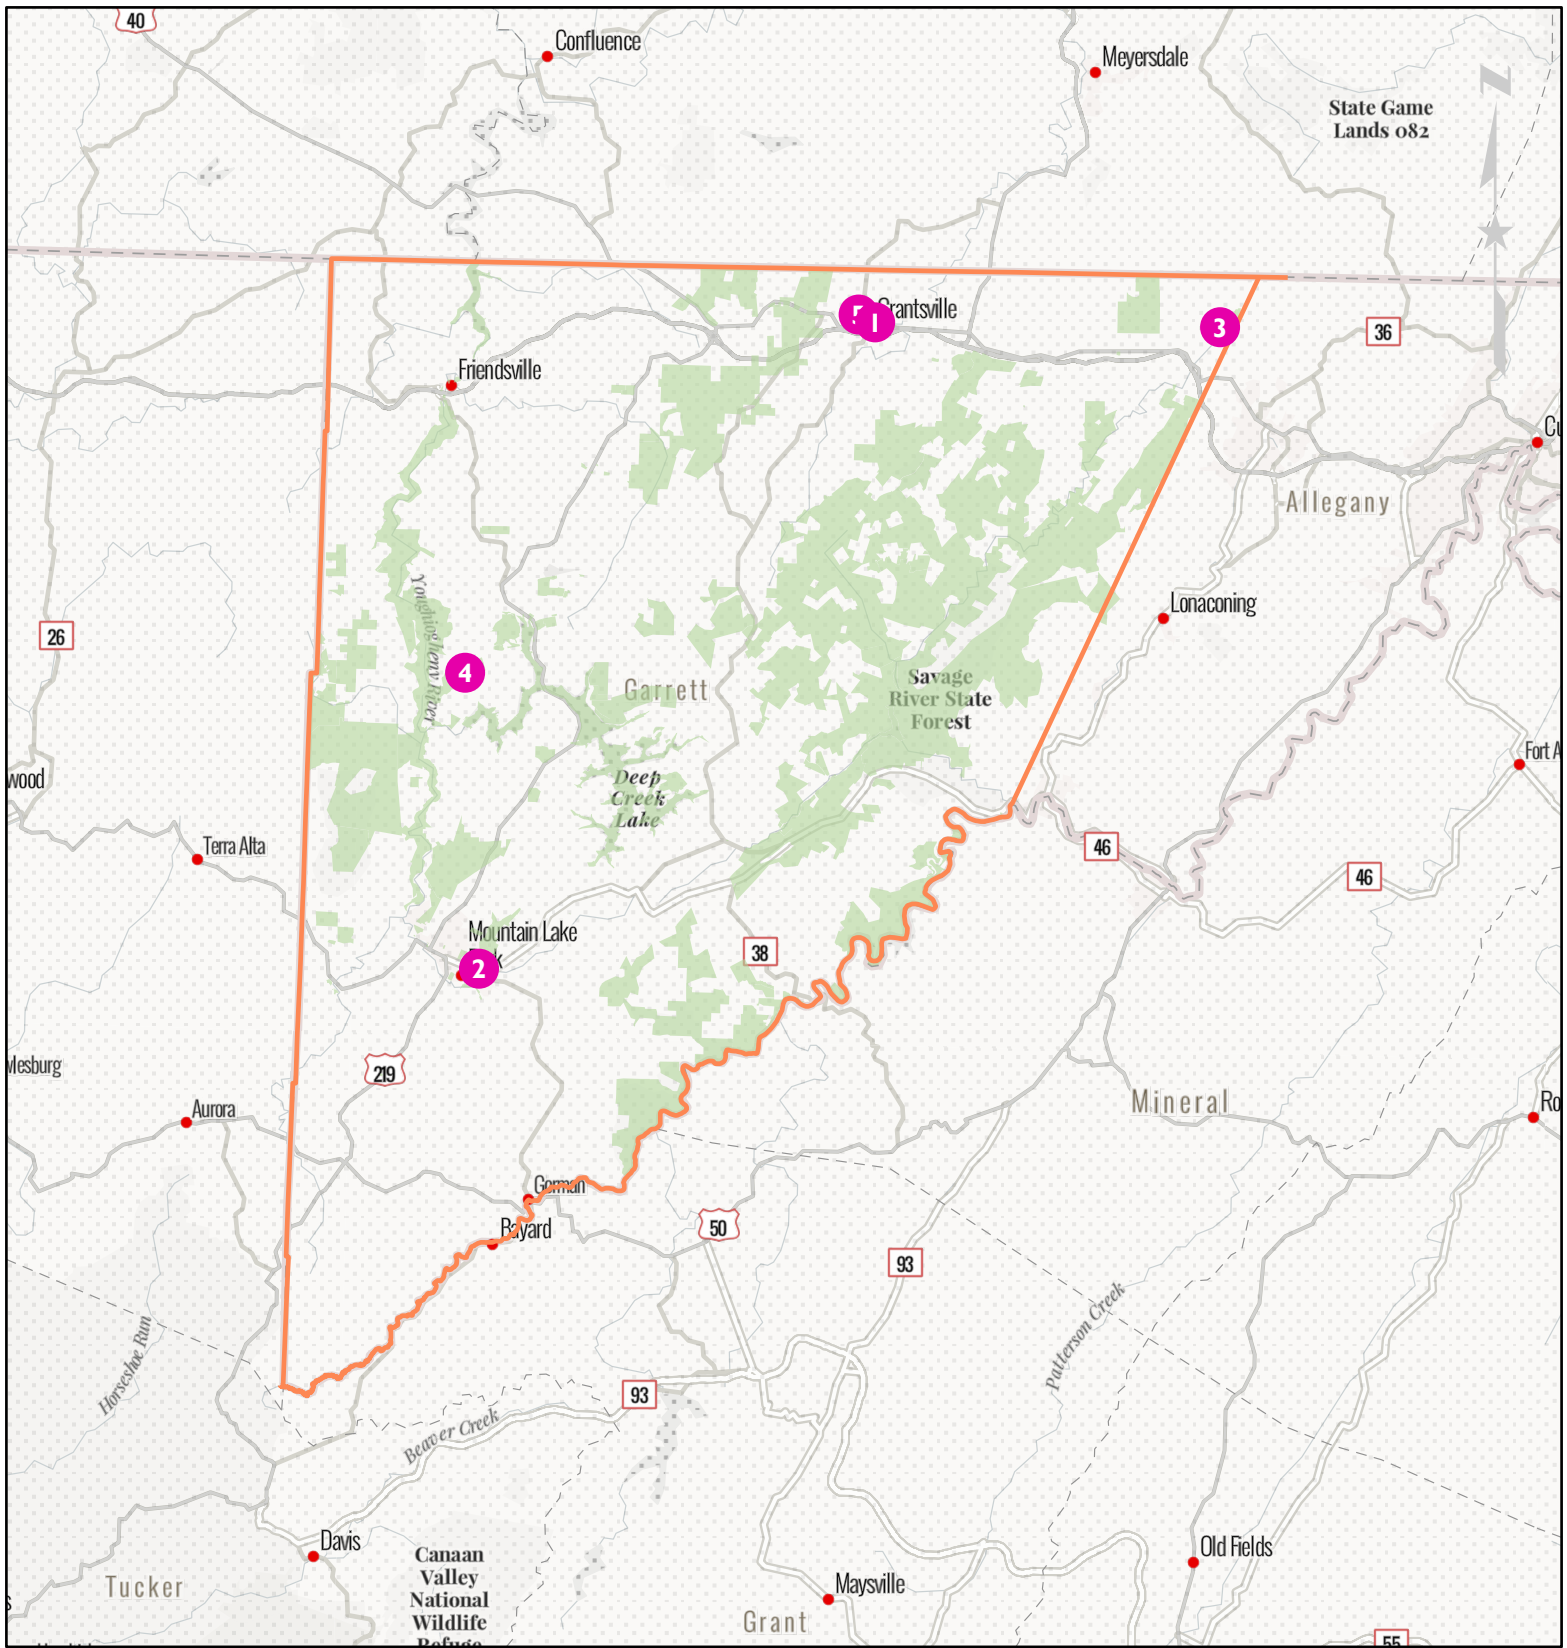 40
Confluence
Meyersdale
State Game
Lands 082
N
5
1
Grantsville
3
36
Friendsville
Cu
Allegany
Youghiogheny River
Lonaconing
26
4
Garrett
Savage
River State
Forest
Deep
Creek
Lake
wood
Fort A
Terra Alta
46
46
Mountain Lake
2
38
219
Mineral
Aurora
Ro
Gorman
Bayard
50
93
Horseshoe Run
Patterson Creek
93
Beaver Creek
Davis
Old Fields
Canaan
Valley
National
Wildlife
Refuge
Tucker
Maysville
Grant
55